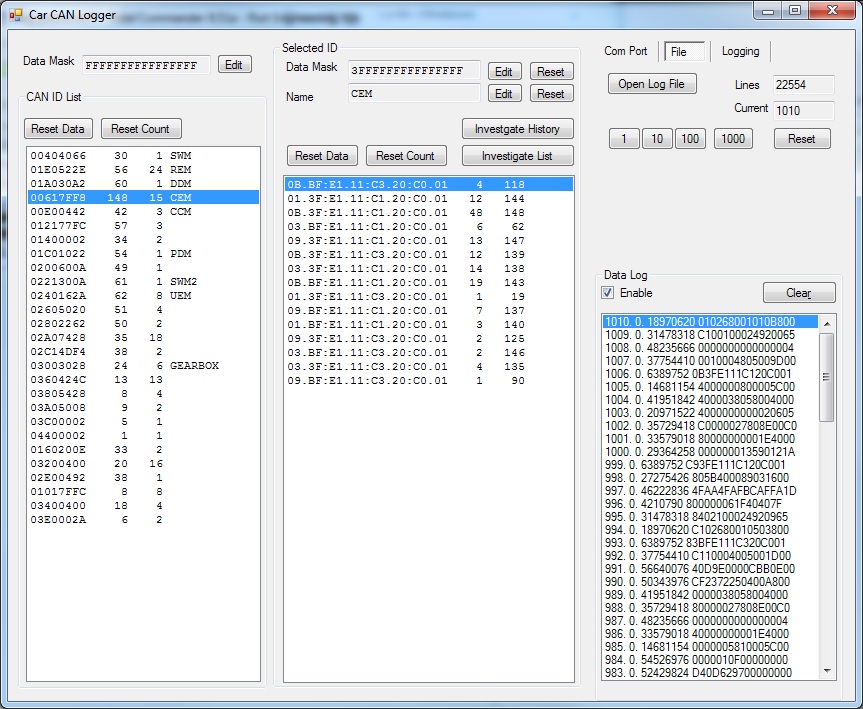 Car CAN Logger
Data Mask FFFFFFFFFFFFFFFF Edit
CAN ID List
Reset Data Reset Count
00404066 30 1 SWM
01E0522E 56 24 REM
01A030A2 60 1 DDM
00617FF8 148 15 CEM
00E00442 42 3 CCM
012177FC 57 3
01400002 34 2
01C01022 54 1 PDM
0200600A 49 1
0221300A 61 1 SWM2
0240162A 62 8 UEM
02605020 51 4
02802262 50 2
02A07428 35 18
02C14DF4 38 2
03003028 24 6 GEARBOX
0360424C 13 13
03805428 8 4
03A05008 9 2
03C00002 5 1
04400002 1 1
0160200E 33 2
03200400 20 16
02E00492 38 1
01017FFC 8 8
03400400 18 4
03E0002A 6 2
Selected ID
Data Mask 3FFFFFFFFFFFFFFF Edit Reset
Name CEM Edit Reset
Investgate History
Reset Data Reset Count Investigate List
0B.BF:E1.11:C3.20:C0.01 4 118
01.3F:E1.11:C1.20:C0.01 12 144
0B.3F:E1.11:C1.20:C0.01 48 148
03.BF:E1.11:C1.20:C0.01 6 62
09.3F:E1.11:C3.20:C0.01 13 147
0B.3F:E1.11:C3.20:C0.01 12 139
03.3F:E1.11:C3.20:C0.01 14 138
0B.BF:E1.11:C1.20:C0.01 19 143
01.3F:E1.11:C3.20:C0.01 1 19
09.BF:E1.11:C1.20:C0.01 7 137
01.BF:E1.11:C1.20:C0.01 3 140
09.3F:E1.11:C1.20:C0.01 2 125
03.BF:E1.11:C3.20:C0.01 2 146
03.3F:E1.11:C1.20:C0.01 4 135
09.BF:E1.11:C3.20:C0.01 1 90
Com Port File Logging
Open Log File Lines 22554
Current 1010
1 10 100 1000 Reset
Data Log
Enable Clear
1010. 0. 18970620 010268001010B800
1009. 0. 31478318 C100100024920065
1008. 0. 48235666 0000000000000004
1007. 0. 37754410 0010004805009D00
1006. 0. 6389752 0B3FE111C120C001
1005. 0. 14681154 4000000800005C00
1004. 0. 41951842 4000038058004000
1003. 0. 20971522 4000000000020605
1002. 0. 35729418 C0000027808E00C0
1001. 0. 33579018 80000000001E4000
1000. 0. 29364258 000000013590121A
999. 0. 6389752 C93FE111C120C001
998. 0. 27275426 805B400089031600
997. 0. 46222836 4FAA4FAFBCAFFA1D
996. 0. 4210790 800000061F40407F
995. 0. 31478318 8402100024920965
994. 0. 18970620 C102680010503800
993. 0. 6389752 83BFE111C320C001
992. 0. 37754410 C110004005001D00
991. 0. 56640076 40D9E0000CBB0E00
990. 0. 50343976 CF2372250400A800
989. 0. 41951842 0000038058004000
988. 0. 35729418 80000027808E00C0
987. 0. 48235666 0000000000000004
986. 0. 33579018 40000000001E4000
985. 0. 14681154 0000005810005C00
984. 0. 54526976 0000010F00000000
983. 0. 52429824 D40D629700000000